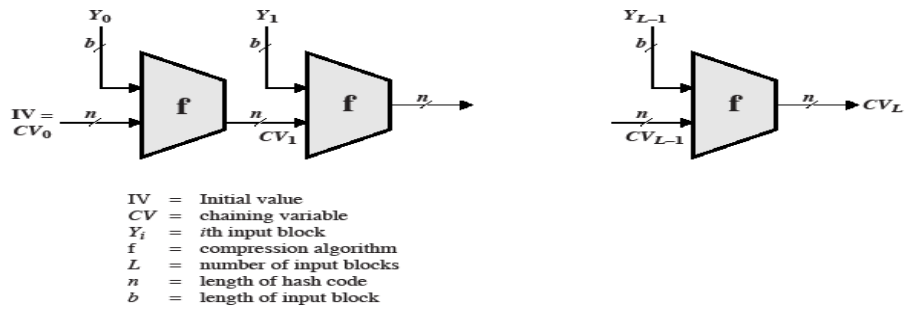 Y0 Y1 YL–1
b b b
f f f
IV = CV0 n n n n n CVL
CV1 CVL–1
IV = Initial value
CV = chaining variable
Yi = ith input block
f = compression algorithm
L = number of input blocks
n = length of hash code
b = length of input block